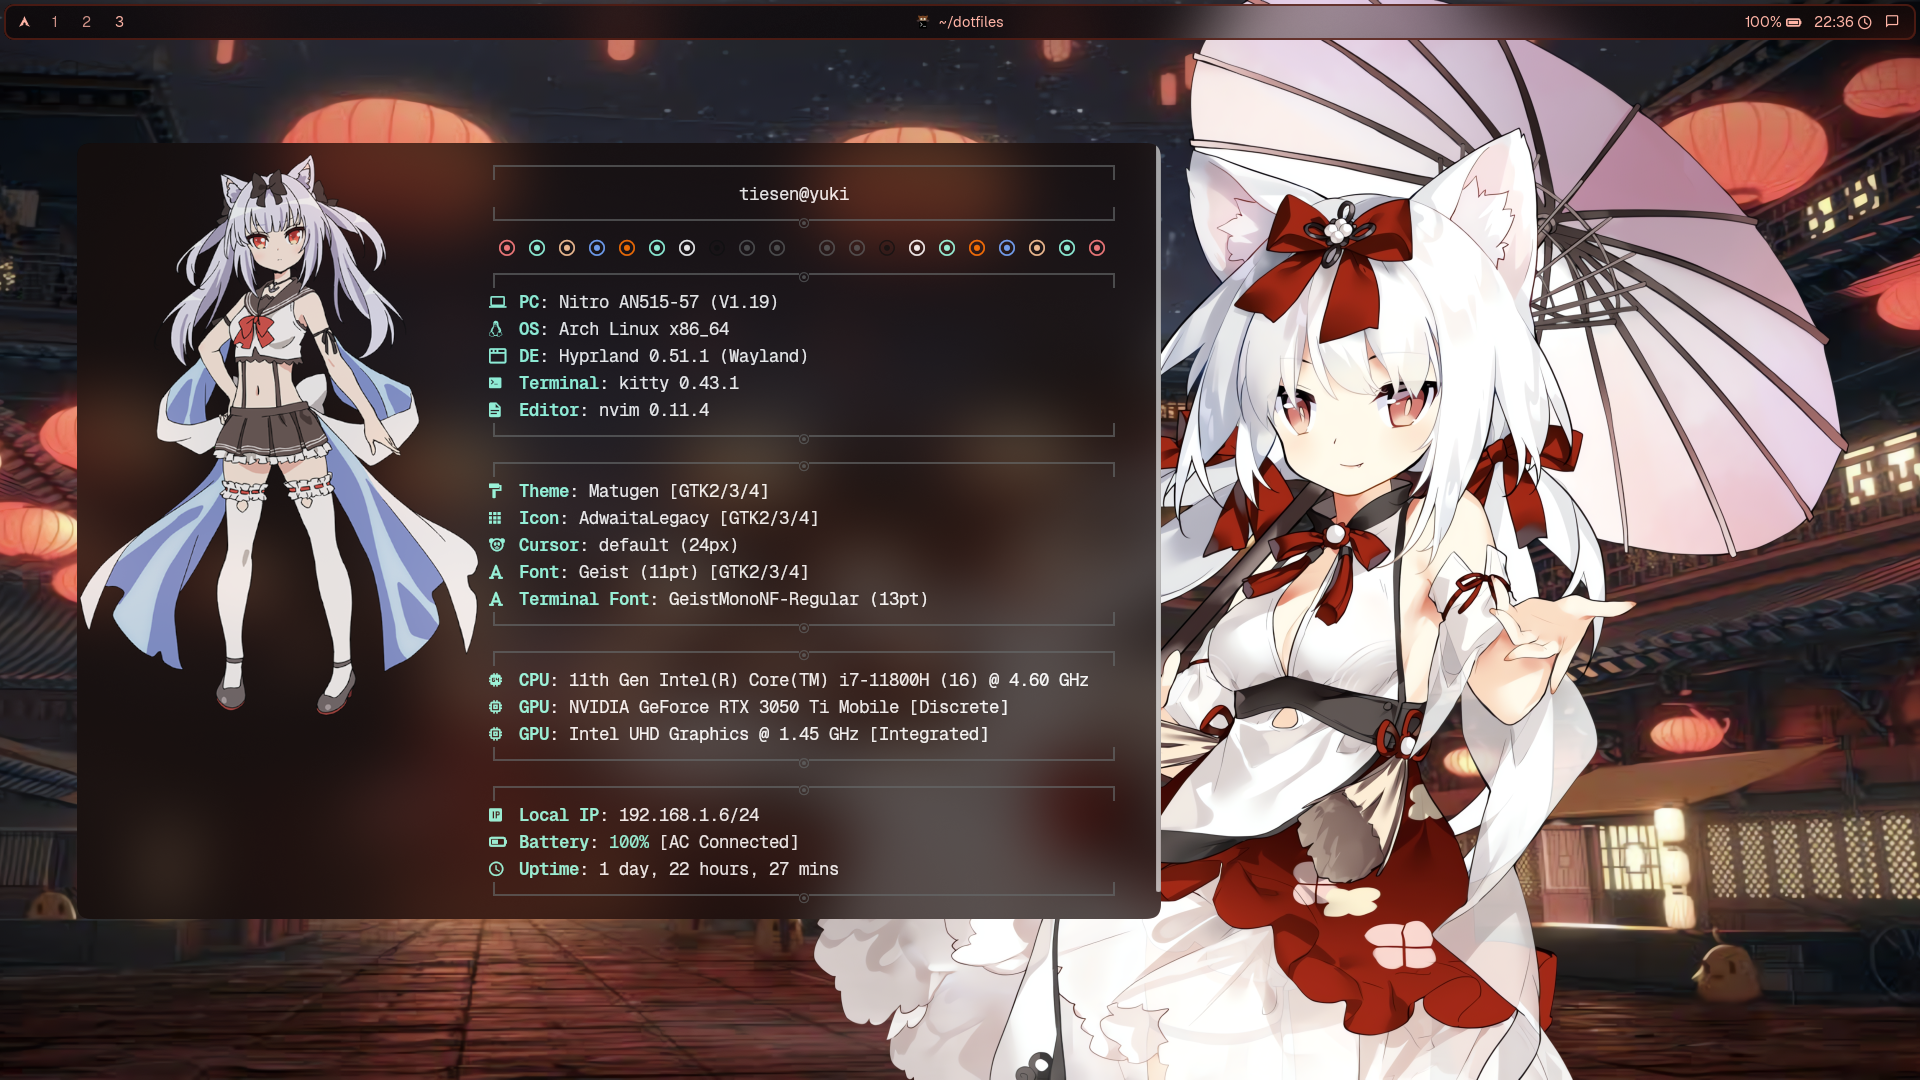 1 2 3
~/dotfiles
100% 22:36
tiesen@yuki
PC: Nitro AN515-57 (V1.19)
OS: Arch Linux x86_64
DE: Hyprland 0.51.1 (Wayland)
Terminal: kitty 0.43.1
Editor: nvim 0.11.4
Theme: Matugen [GTK2/3/4]
Icon: AdwaitaLegacy [GTK2/3/4]
Cursor: default (24px)
Font: Geist (11pt) [GTK2/3/4]
Terminal Font: GeistMonoNF-Regular (13pt)
CPU: 11th Gen Intel(R) Core(TM) i7-11800H (16) @ 4.60 GHz
GPU: NVIDIA GeForce RTX 3050 Ti Mobile [Discrete]
GPU: Intel UHD Graphics @ 1.45 GHz [Integrated]
Local IP: 192.168.1.6/24
Battery: 100% [AC Connected]
Uptime: 1 day, 22 hours, 27 mins